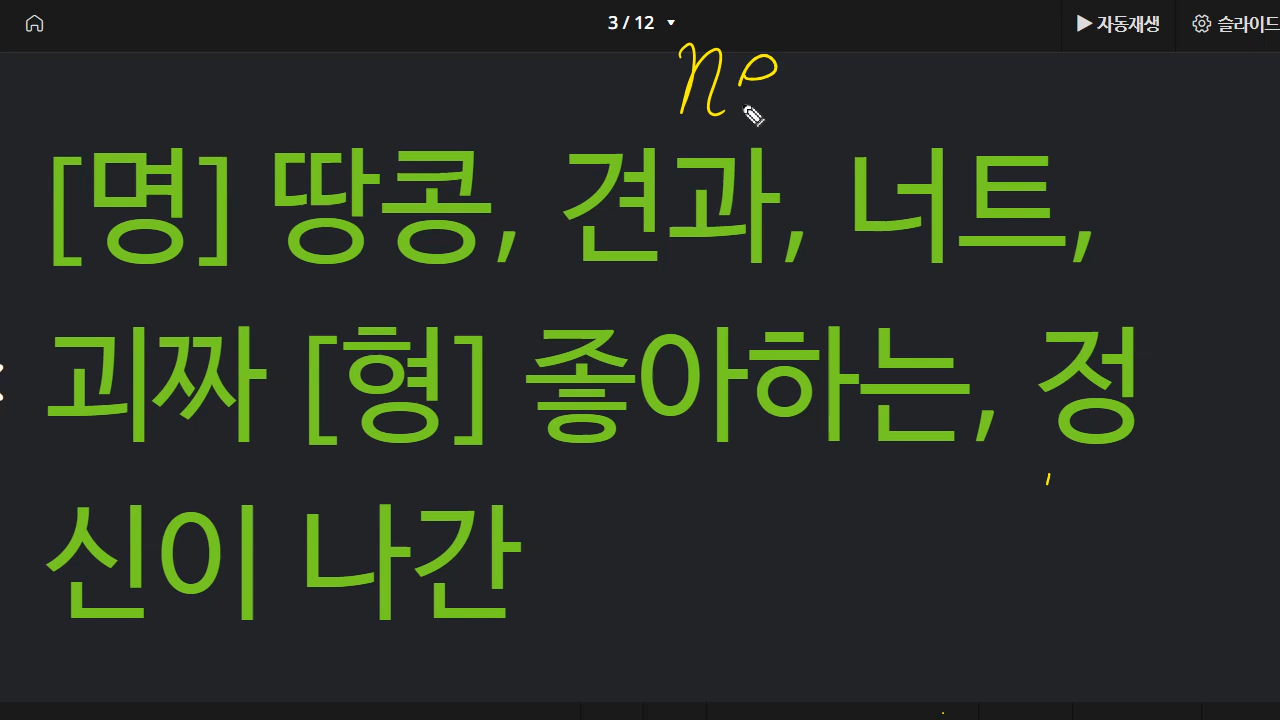 3 / 12
자동재생
슬라이드
ne
[명] 땅콩, 견과, 너트,
괴짜 [형] 좋아하는, 정
신이 나간